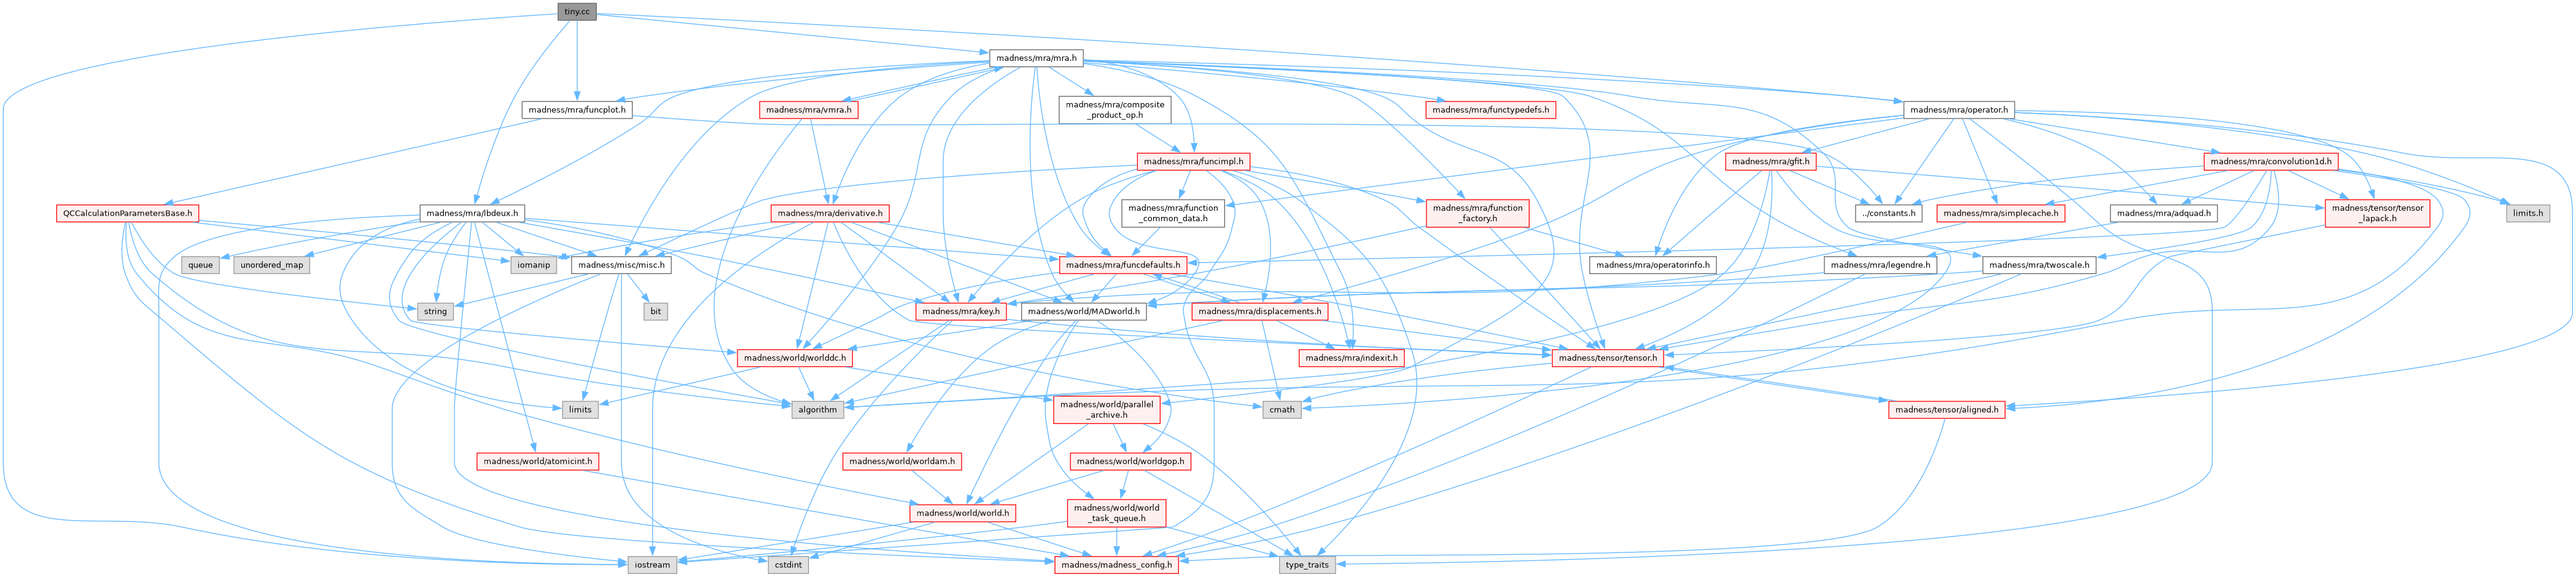 tiny.cc
madness/mra/mra.h
madness/mra/funcplot.h
madness/mra/vmra.h
madness/mra/composite
_product_op.h
madness/mra/functypedefs.h
madness/mra/operator.h
madness/mra/funcimpl.h
madness/mra/gfit.h
madness/mra/convolution1d.h
QCCalculationParametersBase.h
madness/mra/lbdeux.h
madness/mra/derivative.h
madness/mra/function
_common_data.h
madness/mra/function
_factory.h
../constants.h
madness/mra/simplecache.h
madness/mra/adquad.h
madness/tensor/tensor
_lapack.h
limits.h
queue
unordered_map
iomanip
madness/misc/misc.h
madness/mra/funcdefaults.h
madness/mra/operatorinfo.h
madness/mra/legendre.h
madness/mra/twoscale.h
string
bit
madness/mra/key.h
madness/world/MADworld.h
madness/mra/displacements.h
madness/world/worlddc.h
madness/mra/indexit.h
madness/tensor/tensor.h
limits
algorithm
madness/world/parallel
_archive.h
cmath
madness/tensor/aligned.h
madness/world/atomicint.h
madness/world/worldam.h
madness/world/worldgop.h
madness/world/world.h
madness/world/world
_task_queue.h
iostream
cstdint
madness/madness_config.h
type_traits